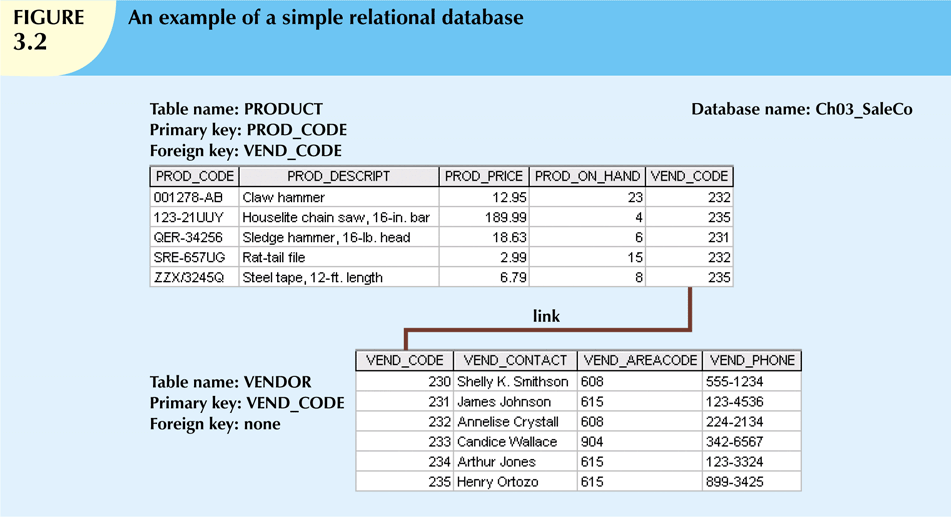 FIGURE
3.2
An example of a simple relational database
Table name: PRODUCT
Primary key: PROD_CODE
Foreign key: VEND_CODE
Database name: Ch03_SaleCo
PROD_CODE PROD_DESCRIPT PROD_PRICE PROD_ON_HAND VEND_CODE
001278-AB Claw hammer 12.95 23 232
123-21UUY Houselite chain saw, 16-in. bar 189.99 4 235
QER-34256 Sledge hammer, 16-lb. head 18.63 6 231
SRE-657UG Rat-tail file 2.99 15 232
ZZX/3245Q Steel tape, 12-ft. length 6.79 8 235
link
Table name: VENDOR
Primary key: VEND_CODE
Foreign key: none
VEND_CODE VEND_CONTACT VEND_AREACODE VEND_PHONE
230 Shelly K. Smithson 608 555-1234
231 James Johnson 615 123-4536
232 Annelise Crystall 608 224-2134
233 Candice Wallace 904 342-6567
234 Arthur Jones 615 123-3324
235 Henry Ortozo 615 899-3425